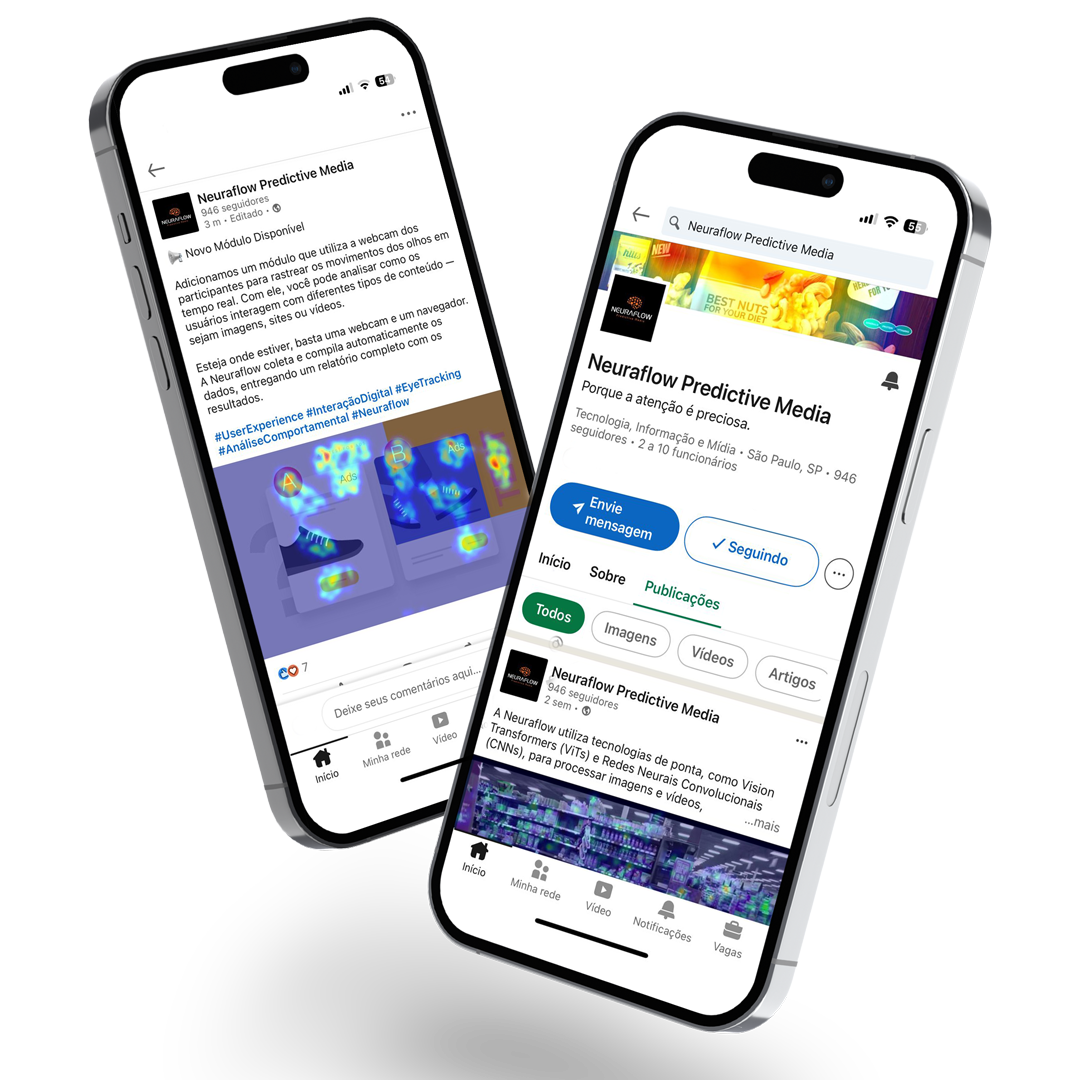 54
Neuraflow Predictive Media
946 seguidores
3 m • Editado •
Novo Módulo Disponível
Adicionamos um módulo que utiliza a webcam dos
participantes para rastrear os movimentos dos olhos em
tempo real. Com ele, você pode analisar como os
usuários interagem com diferentes tipos de conteúdo —
sejam imagens, sites ou vídeos.
Esteja onde estiver, basta uma webcam e um navegador.
A Neuraflow coleta e compila automaticamente os
dados, entregando um relatório completo com os
resultados.
#UserExperience #InteraçãoDigital #EyeTracking
#AnáliseComportamental #Neuraflow
NEURAFLOW
A
Ads
B
Ads
7
Deixe seus comentários aqui...
Início
Minha rede
Vídeo
55
Neuraflow Predictive Media
NEW
BEST NUTS
FOR YOUR DIET
NEURAFLOW
Neuraflow Predictive Media
Porque a atenção é preciosa.
Tecnologia, Informação e Mídia • São Paulo, SP • 946
seguidores • 2 a 10 funcionários
Envie
mensagem
Seguindo
Início
Sobre
Publicações
Todos
Imagens
Vídeos
Artigos
NEURAFLOW
Neuraflow Predictive Media
946 seguidores
2 sem •
A Neuraflow utiliza tecnologias de ponta, como Vision
Transformers (ViTs) e Redes Neurais Convolucionais
(CNNs), para processar imagens e vídeos,
...mais
Início
Minha rede
Vídeo
Notificações
Vagas